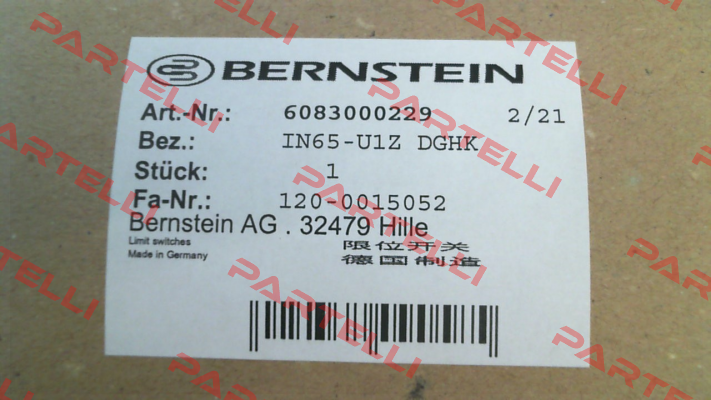 BERNSTEIN
Art.-Nr.: 6083000229 2/21
Bez.: IN65-U1Z DGHK
Stück: 1
Fa-Nr.: 120-0015052
Bernstein AG . 32479 Hille
Limit switches 限位开关
Made in Germany 德国制造
PARTELLI
PARTELLI
PARTELLI
PARTELLI
PARTELLI
PARTELLI
PARTELLI
PARTELLI